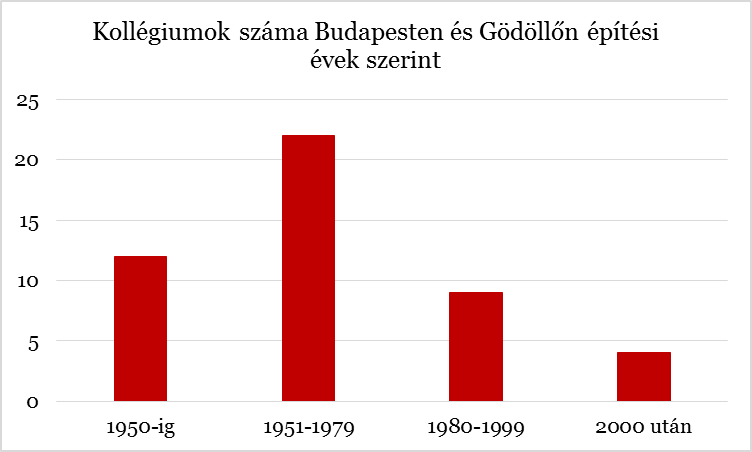 Kollégiumok száma Budapesten és Gödöllőn építési
évek szerint
25
20
15
10
5
0
1950-ig 1951-1979 1980-1999 2000 után